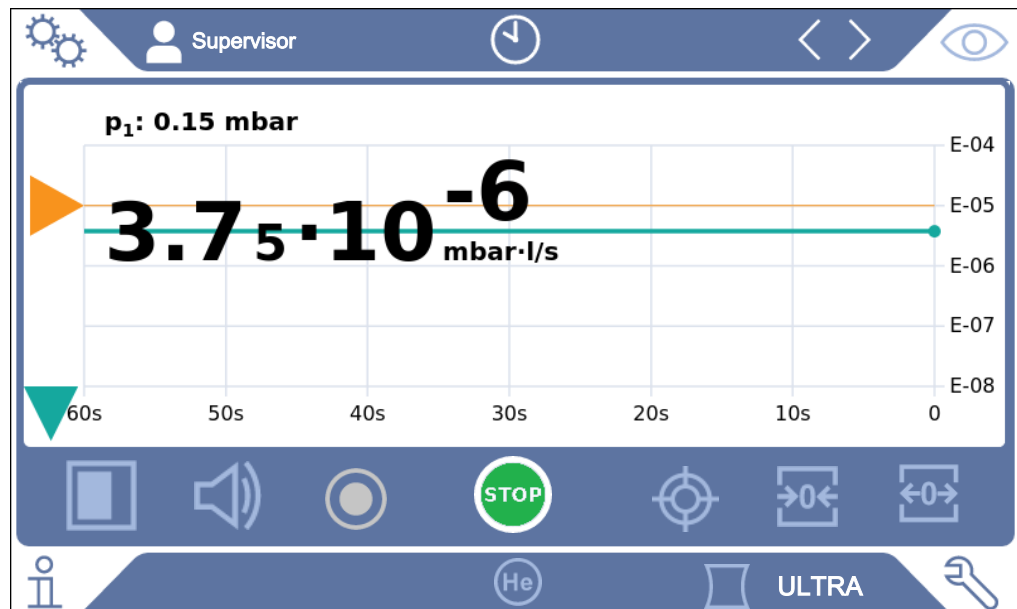 Supervisor
p₁: 0.15 mbar
3.75·10⁻⁶ mbar·l/s
E-04
E-05
E-06
E-07
E-08
60s 50s 40s 30s 20s 10s 0
STOP
→0← ←0→
He
ULTRA